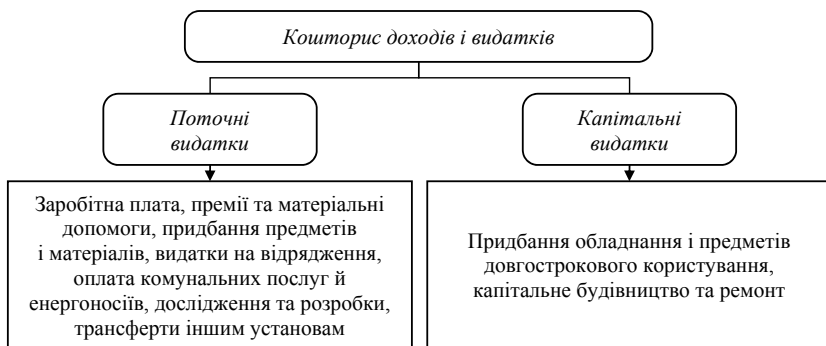 Кошторис доходів і видатків
Поточні
видатки
Капітальні
видатки
Заробітна плата, премії та матеріальні
допомоги, придбання предметів
і матеріалів, видатки на відрядження,
оплата комунальних послуг й
енергоносіїв, дослідження та розробки,
трансферти іншим установам
Придбання обладнання і предметів
довгострокового користування,
капітальне будівництво та ремонт